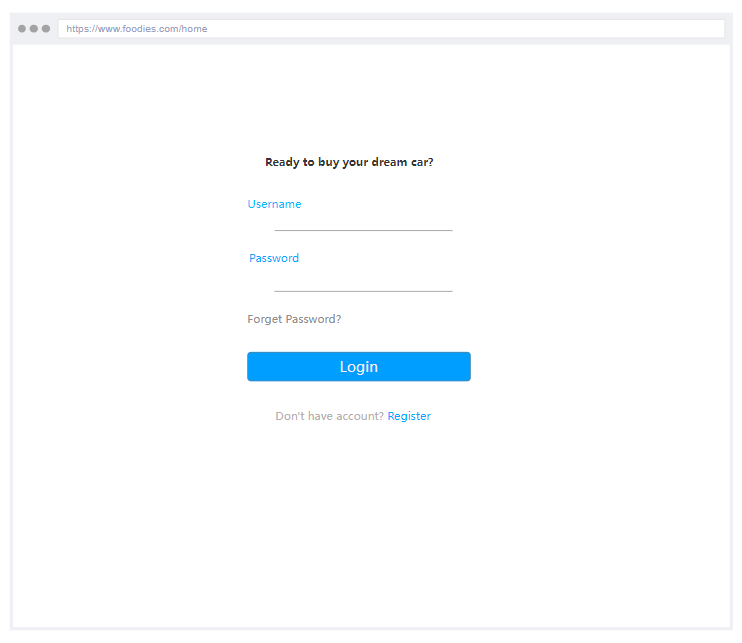 https://www.foodies.com/home
Ready to buy your dream car?
Username
Password
Forget Password?
Login
Don't have account? Register